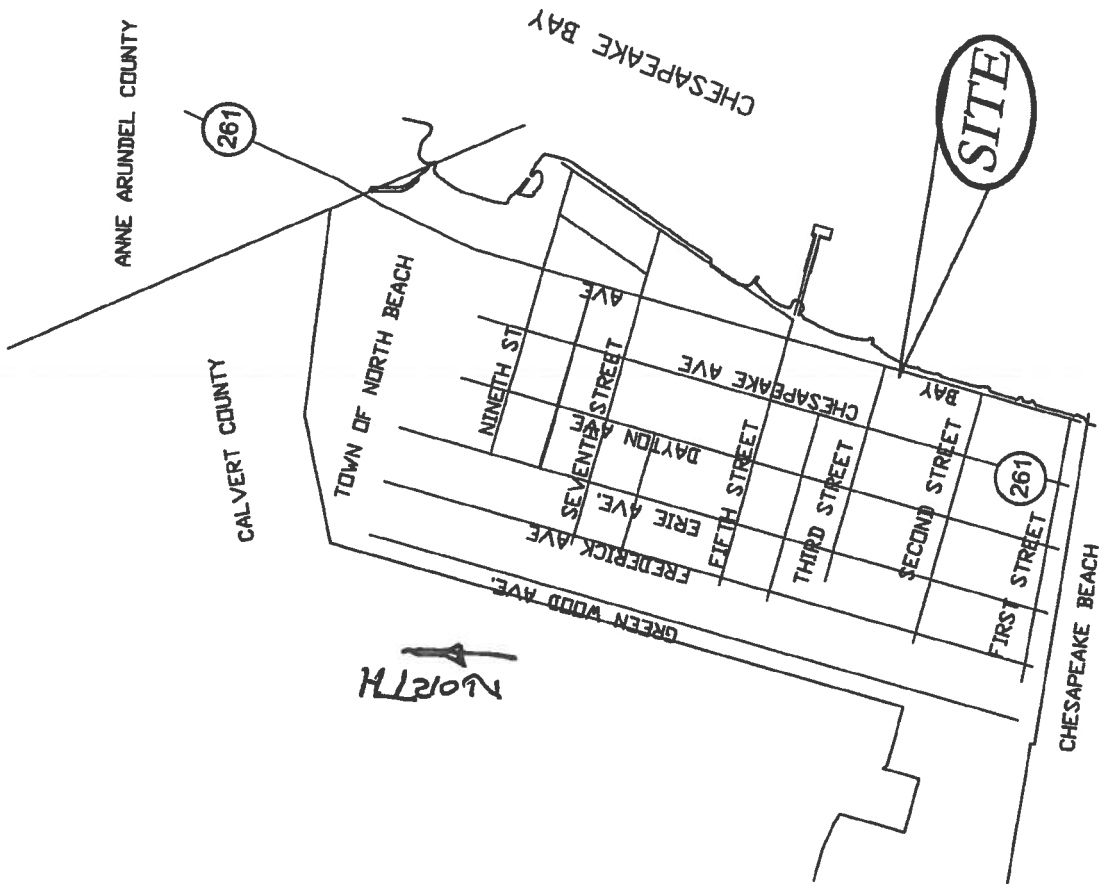 CHESAPEAKE BAY
ANNE ARUNDEL COUNTY
261
SITE
CALVERT COUNTY
TOWN OF NORTH BEACH
NINEITH ST
SEVENTH STREET
FIFTH STREET
THIRD STREET
SECOND STREET
FIRST STREET
AVE
BAY
CHESAPEAKE AVE
DAYTON AVE
ERIE AVE.
FREDERICK AVE
GREEN WOOD AVE.
261
CHESAPEAKE BEACH
NORTH